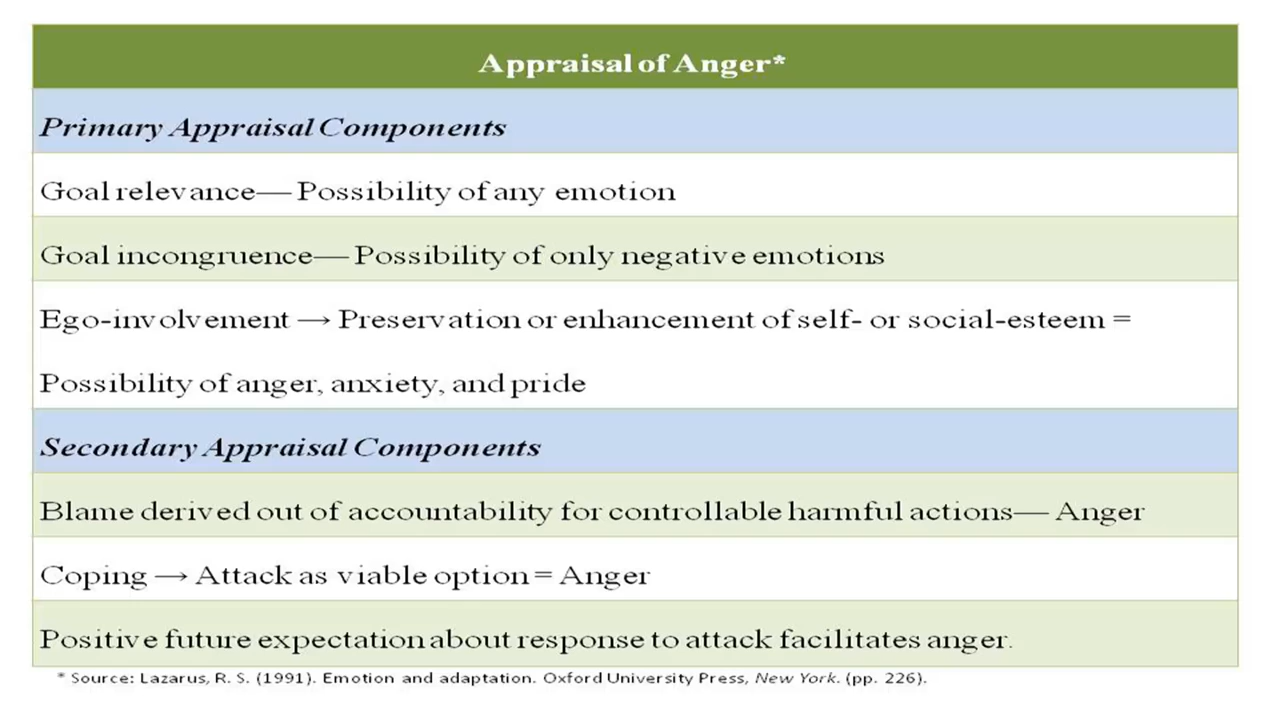 Appraisal of Anger*
Primary Appraisal Components
Goal relevance— Possibility of any emotion
Goal incongruence— Possibility of only negative emotions
Ego-involvement → Preservation or enhancement of self- or social-esteem =
Possibility of anger, anxiety, and pride
Secondary Appraisal Components
Blame derived out of accountability for controllable harmful actions— Anger
Coping → Attack as viable option = Anger
Positive future expectation about response to attack facilitates anger.
* Source: Lazarus, R. S. (1991). Emotion and adaptation. Oxford University Press, New York. (pp. 226).